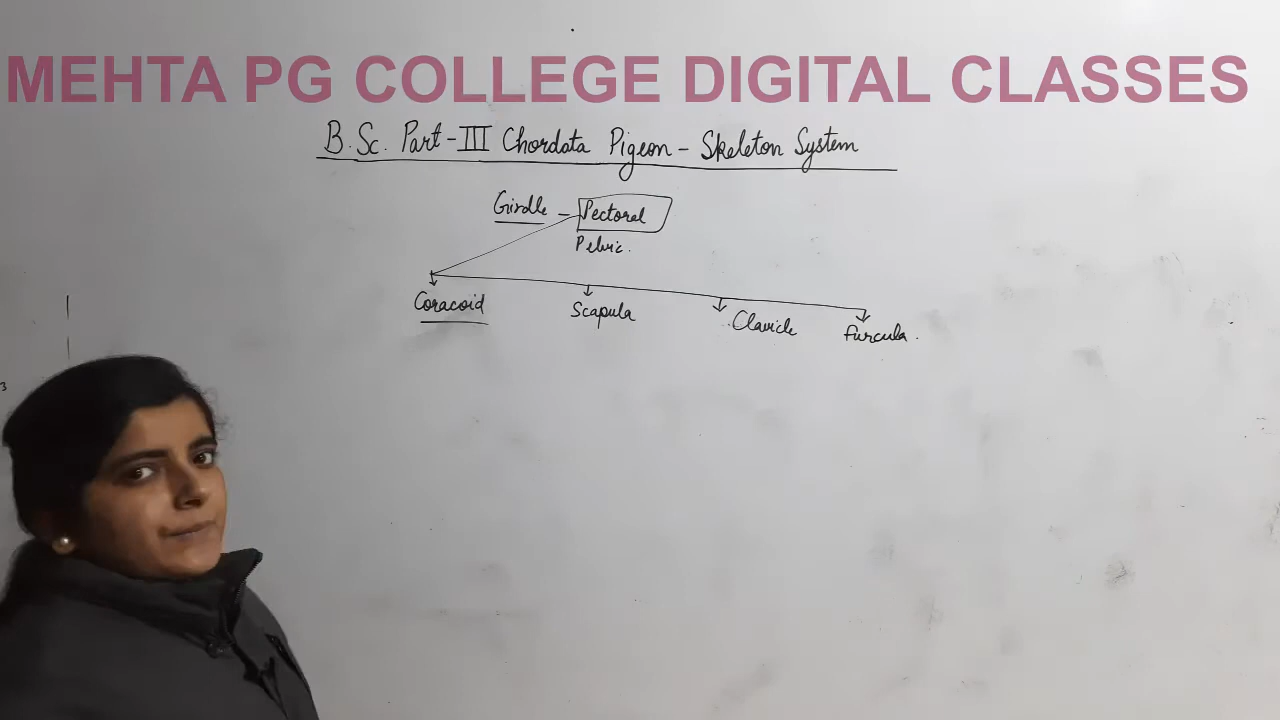 MEHTA PG COLLEGE DIGITAL CLASSES
B.Sc. Part-III Chordata Pigeon - Skeleton System
Girdle - Pectoral
Pelvic.
Coracoid Scapula Clavicle Furcula.
3